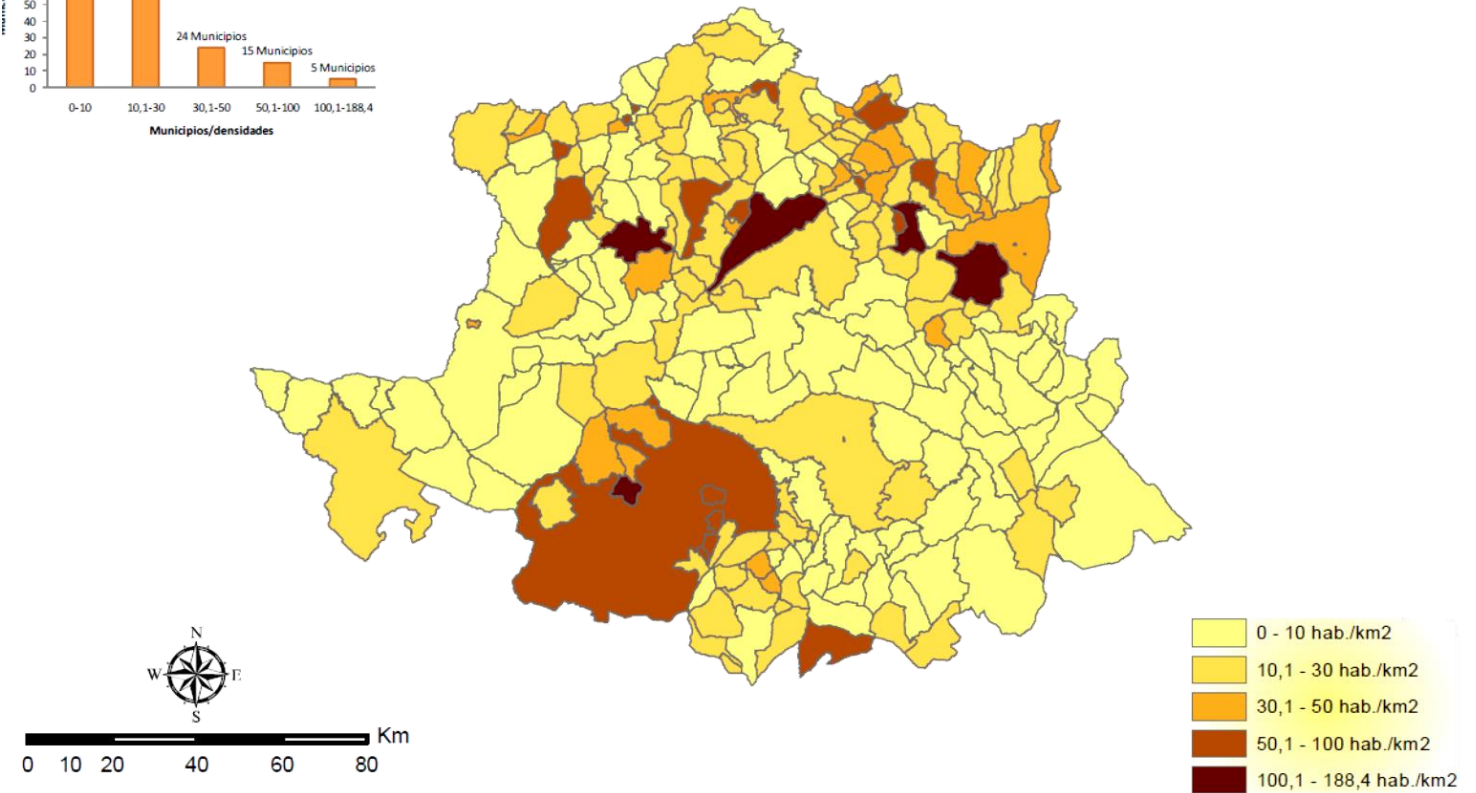 50
40
30
20
10
0
24 Municipios
15 Municipios
5 Municipios
0-10 10,1-30 30,1-50 50,1-100 100,1-188,4
Municipios/densidades
N
W E
S
Km
0 10 20 40 60 80
0 - 10 hab./km2
10,1 - 30 hab./km2
30,1 - 50 hab./km2
50,1 - 100 hab./km2
100,1 - 188,4 hab./km2